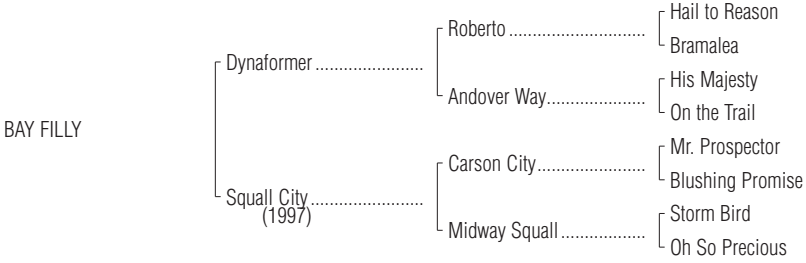 Hail to Reason
Roberto ..............................
Bramalea
Dynaformer .......................
His Majesty
Andover Way.....................
On the Trail
BAY FILLY
Mr. Prospector
Carson City.......................
Blushing Promise
Squall City ........................
(1997)
Storm Bird
Midway Squall ..................
Oh So Precious